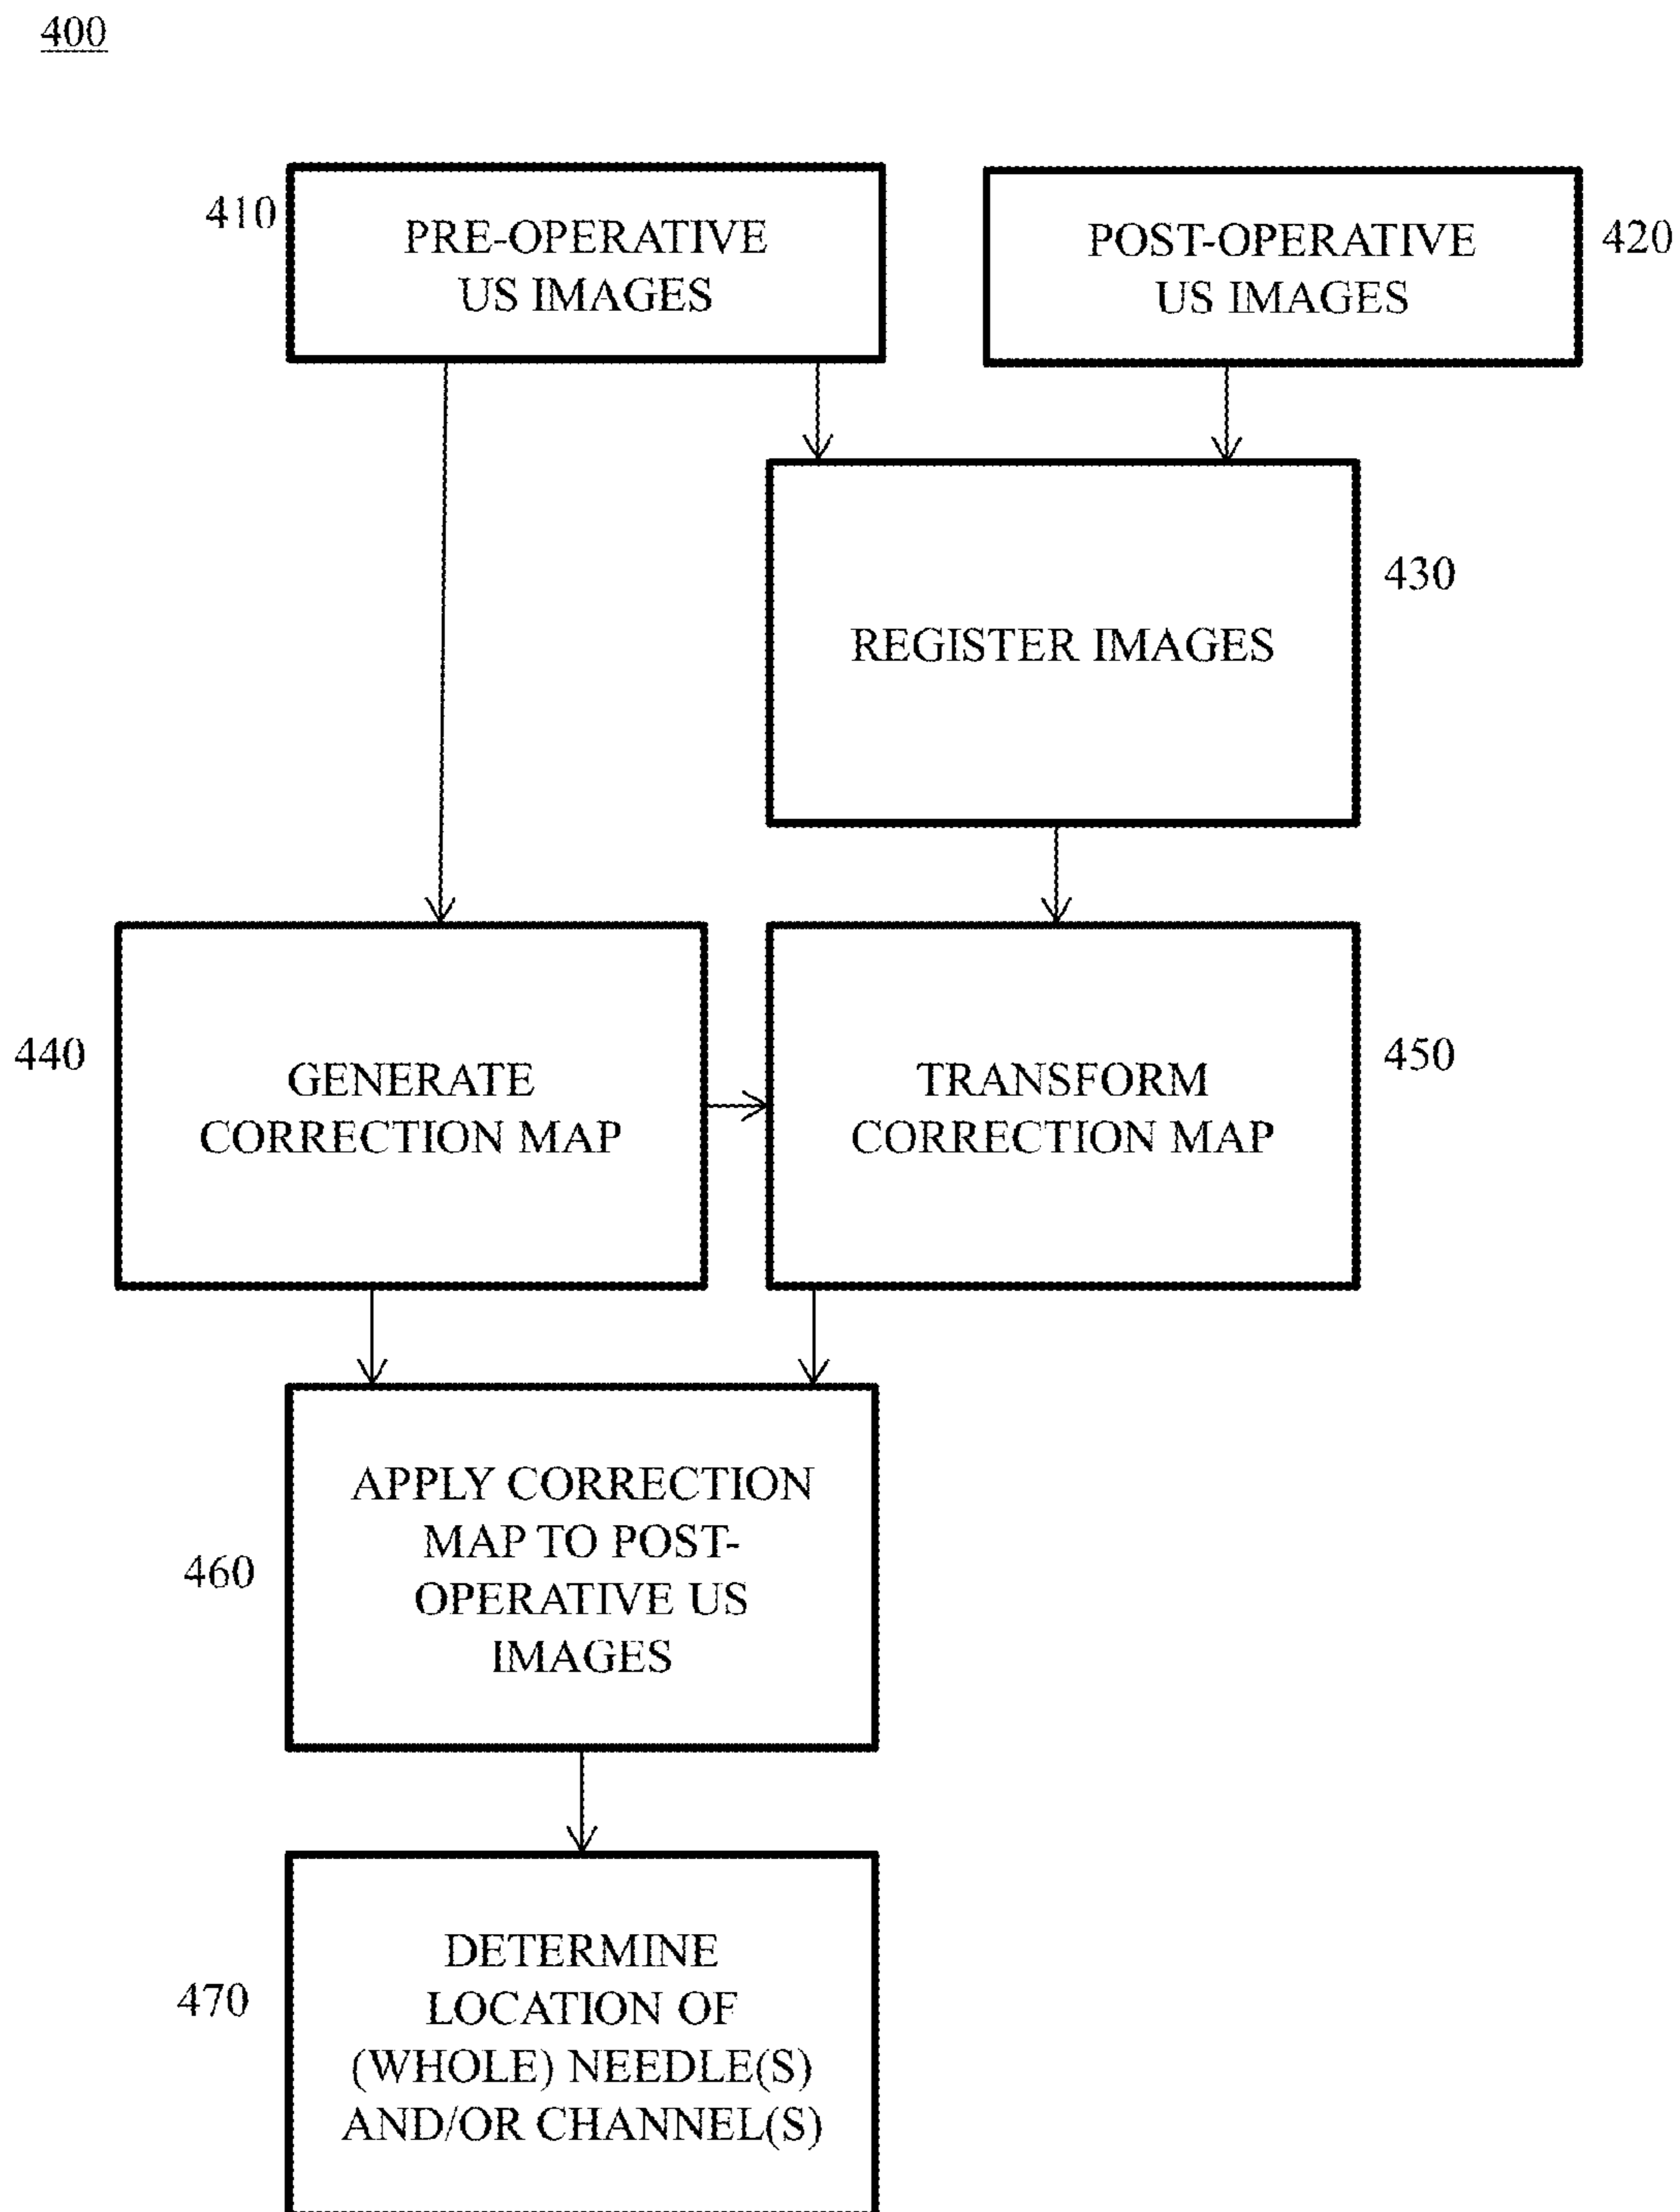 400
410
PRE-OPERATIVE
US IMAGES
POST-OPERATIVE
US IMAGES
420
430
REGISTER IMAGES
440
GENERATE
CORRECTION MAP
TRANSFORM
CORRECTION MAP
450
460
APPLY CORRECTION
MAP TO POST-
OPERATIVE US
IMAGES
470
DETERMINE
LOCATION OF
(WHOLE) NEEDLE(S)
AND/OR CHANNEL(S)